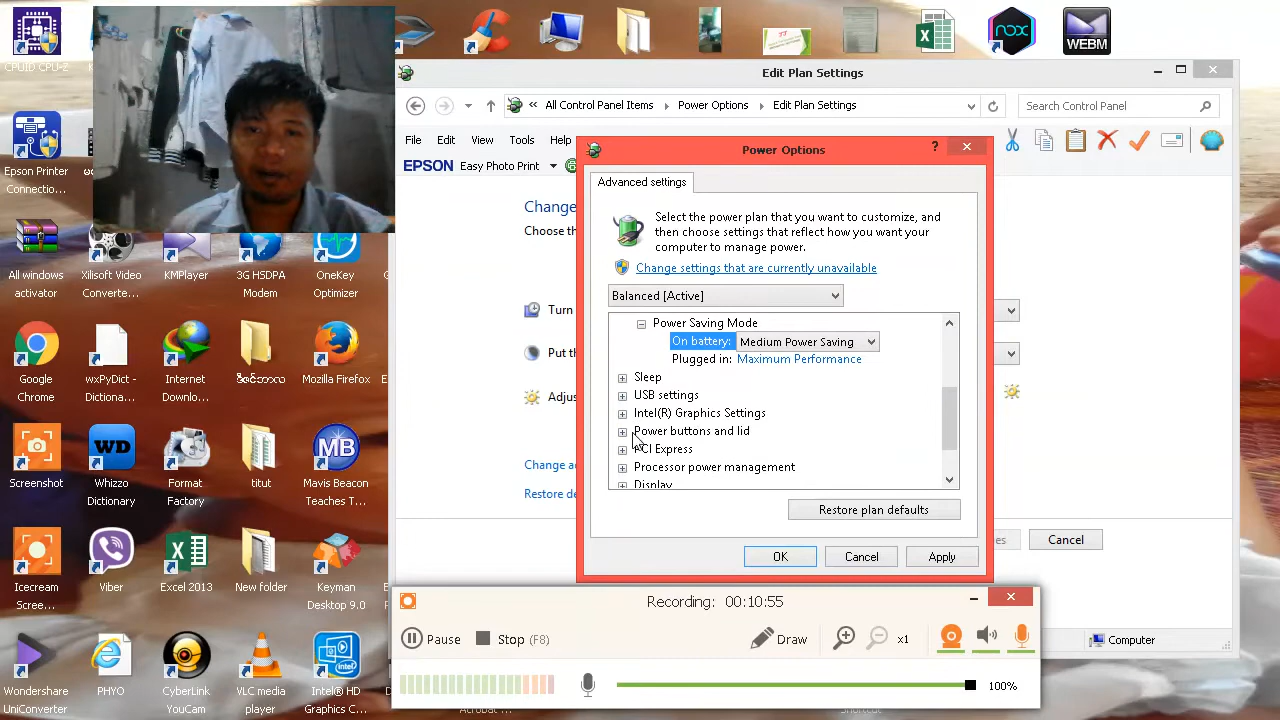 CPUID CPU-Z
K
nox
WEBM
Edit Plan Settings
All Control Panel Items
Power Options
Edit Plan Settings
Search Control Panel
File Edit View Tools Help
EPSON Easy Photo Print
Epson Printer Connectio...
Change
Choose th
Turn
Put th
Adjus
Change ad
Restore de
es
Cancel
Computer
Power Options
?
Advanced settings
Select the power plan that you want to customize, and
then choose settings that reflect how you want your
computer to manage power.
Change settings that are currently unavailable
Balanced [Active]
Power Saving Mode
On battery: Medium Power Saving
Plugged in: Maximum Performance
Sleep
USB settings
Intel(R) Graphics Settings
Power buttons and lid
PCI Express
Processor power management
Display
Restore plan defaults
OK
Cancel
Apply
All windows activator
Xilisoft Video Converte...
KMPlayer
3G HSDPA Modem
OneKey Optimizer
Google Chrome
wxPyDict - Dictiona...
Internet Downlo...
Mozilla Firefox
Screenshot
WD
Whizzo Dictionary
Format Factory
titut
MB
Mavis Beacon Teaches T...
Icecream Scree...
Viber
Excel 2013
New folder
Keyman Desktop 9.0
Wondershare UniConverter
PHYO
CyberLink YouCam
VLC media player
Intel® HD Graphics C...
Recording: 00:10:55
Pause
Stop (F8)
Draw
x1
100%